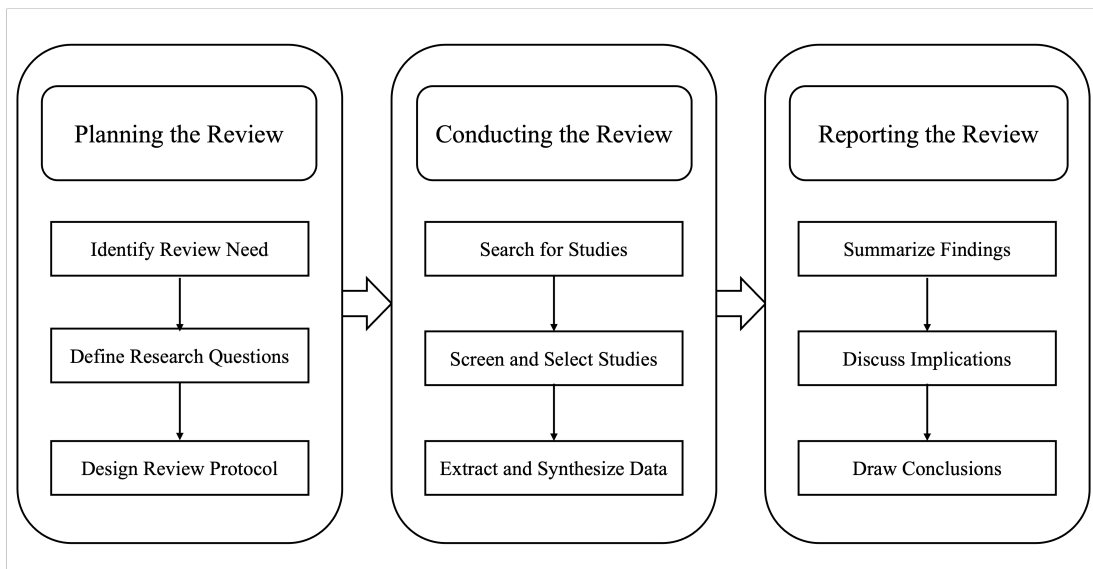 Planning the Review
Identify Review Need
Define Research Questions
Design Review Protocol
Conducting the Review
Search for Studies
Screen and Select Studies
Extract and Synthesize Data
Reporting the Review
Summarize Findings
Discuss Implications
Draw Conclusions